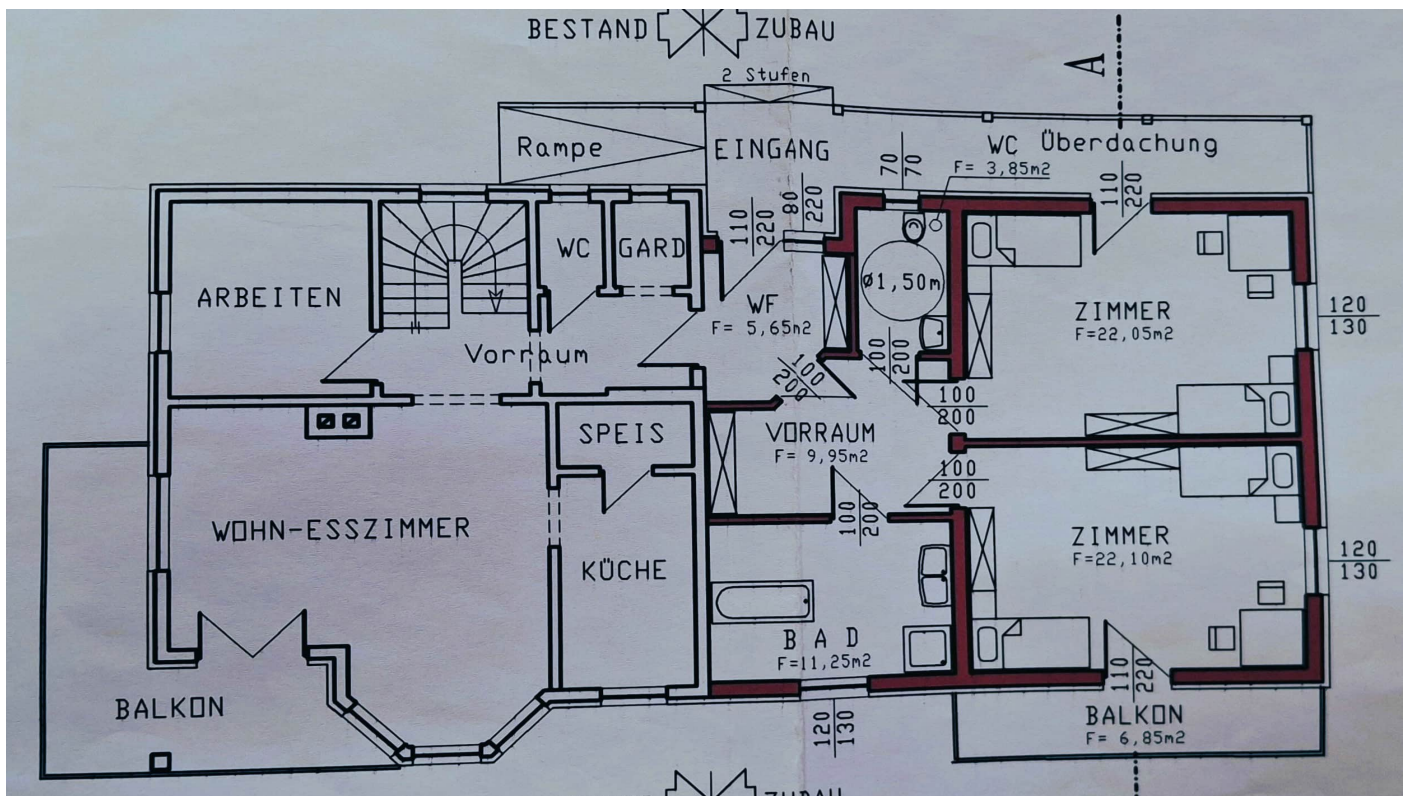 BESTAND
ZUBAU
2 Stufen
A
Rampe
EINGANG
WC
Überdachung
F= 3,85m2
70
70
110
220
90
220
110
220
WC
GARD
ARBEITEN
ø1,50m
WF
F= 5,65m2
ZIMMER
F=22,05m2
120
130
Vorraum
100
200
100
200
100
200
SPEIS
VORRAUM
F= 9,95m2
100
200
WOHN-ESSZIMMER
100
200
ZIMMER
F=22,10m2
120
130
KÜCHE
BAD
F=11,25m2
110
220
BALKON
BALKON
F= 6,85m2
120
130
ZUBAU